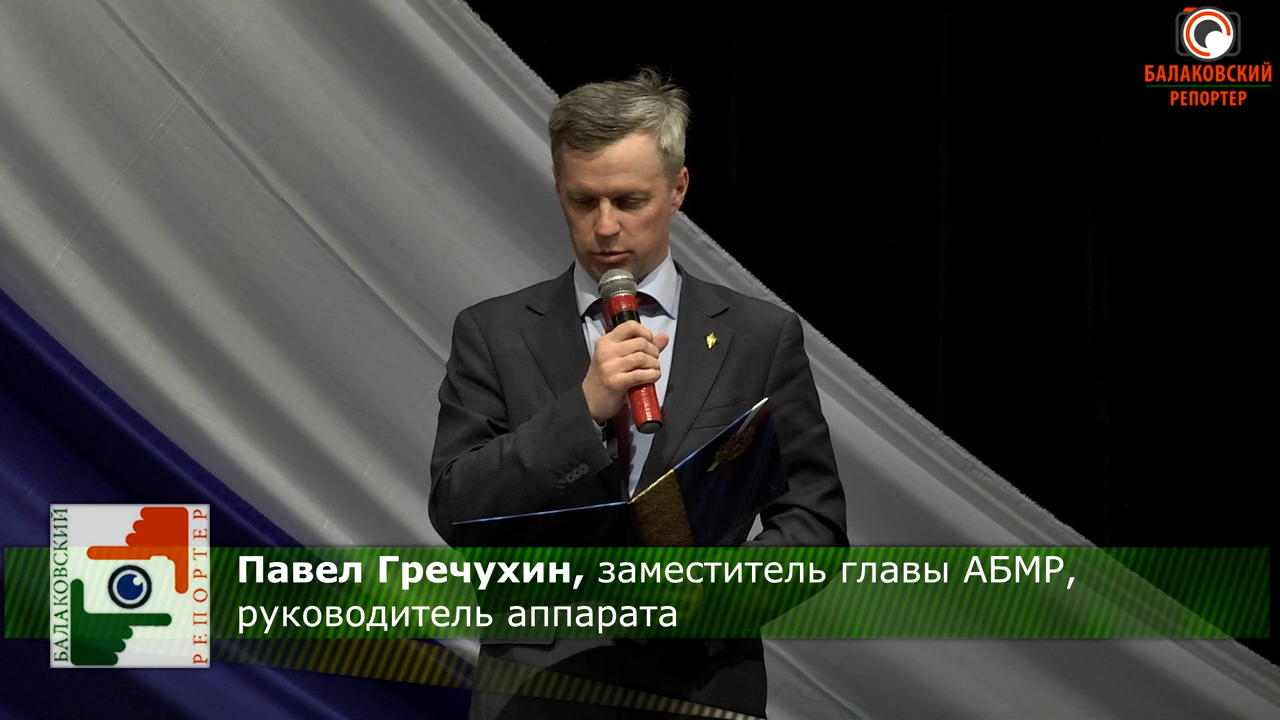 БАЛАКОВСКИЙ
РЕПОРТЕР
БАЛАКОВСКИЙ
РЕПОРТЕР
Павел Гречухин, заместитель главы АБМР,
руководитель аппарата